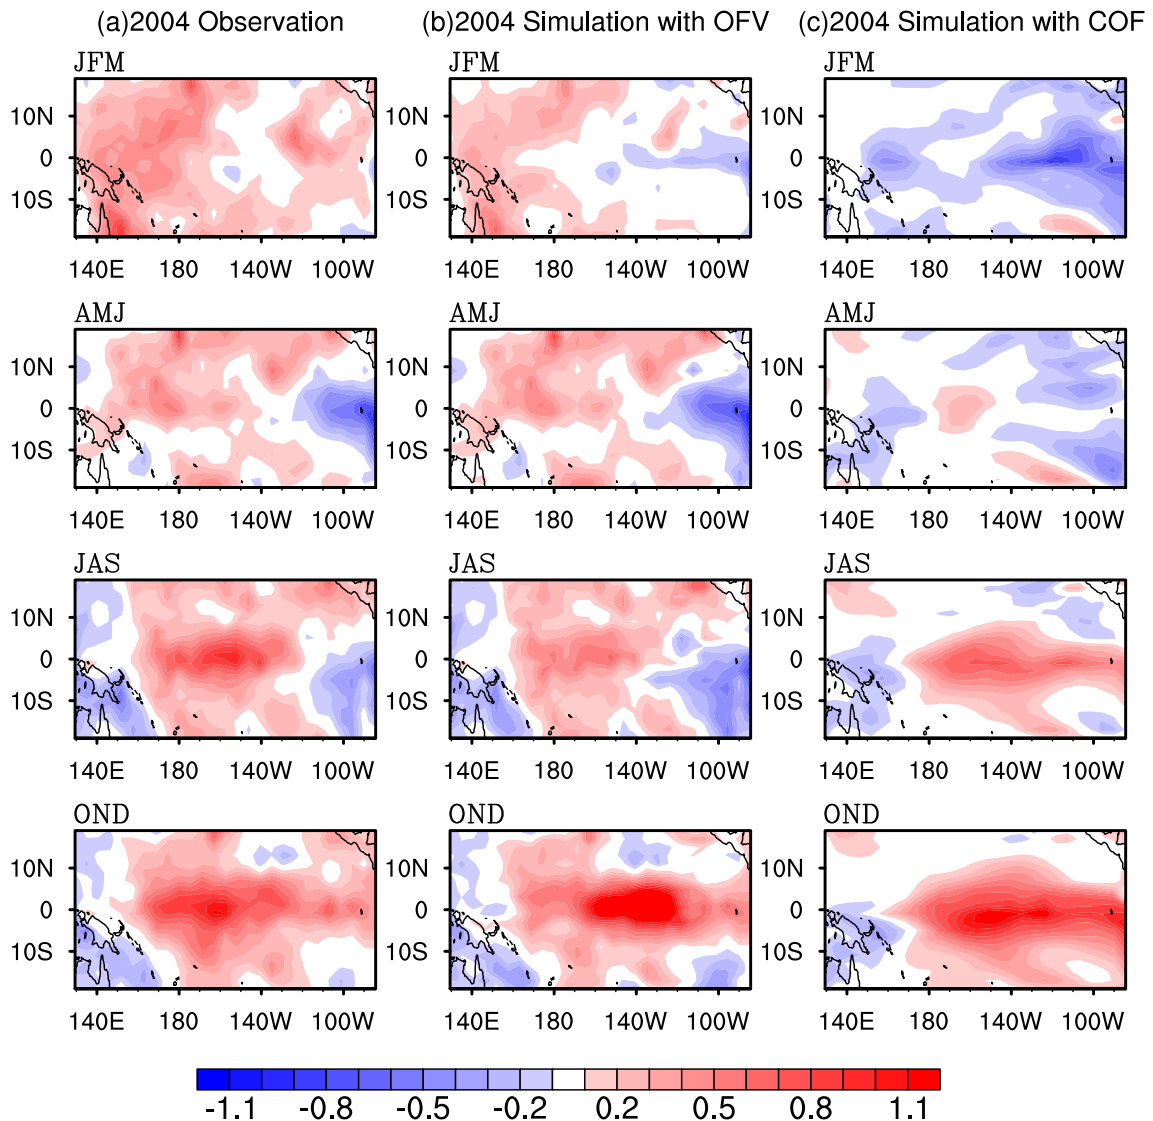 (a)2004 Observation (b)2004 Simulation with OFV (c)2004 Simulation with COF
JFM JFM JFM
10N 10N 10N
0 0 0
10S 10S 10S
140E 180 140W 100W 140E 180 140W 100W 140E 180 140W 100W
AMJ AMJ AMJ
10N 10N 10N
0 0 0
10S 10S 10S
140E 180 140W 100W 140E 180 140W 100W 140E 180 140W 100W
JAS JAS JAS
10N 10N 10N
0 0 0
10S 10S 10S
140E 180 140W 100W 140E 180 140W 100W 140E 180 140W 100W
OND OND OND
10N 10N 10N
0 0 0
10S 10S 10S
140E 180 140W 100W 140E 180 140W 100W 140E 180 140W 100W
-1.1 -0.8 -0.5 -0.2 0.2 0.5 0.8 1.1